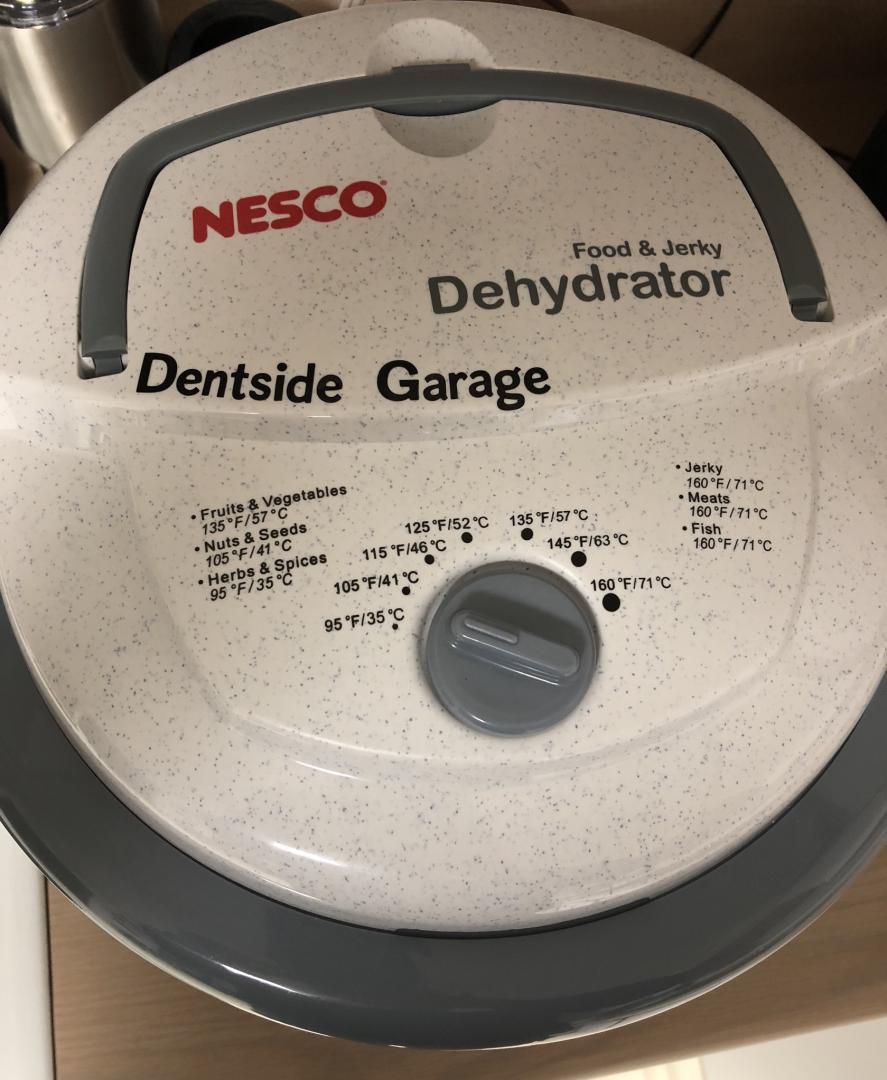 NESCO
Food & Jerky
Dehydrator
Dentside Garage
• Fruits & Vegetables
135°F/57°C
• Nuts & Seeds
105°F/41°C
• Herbs & Spices
95°F/35°C
95°F/35°C
105°F/41°C
115°F/46°C
125°F/52°C
135°F/57°C
145°F/63°C
160°F/71°C
• Jerky
160°F/71°C
• Meats
160°F/71°C
• Fish
160°F/71°C